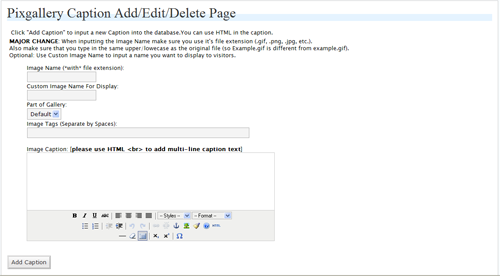 Pixgallery Caption Add/Edit/Delete Page
Click "Add Caption" to input a new Caption into the database.You can use HTML in the caption.
MAJOR CHANGE: When inputting the Image Name make sure you use it's file extension (.gif, .png, .jpg, etc.).
Also make sure that you type in the same upper/lowecase as the original file (so Example.gif is different from example.gif).
Optional: Use Custom Image Name to input a name you want to display to visitors.
Image Name (*with* file extension):
Custom Image Name For Display:
Part of Gallery:
Default
Image Tags (Separate by Spaces):
Image Caption: [please use HTML <br> to add multi-line caption text]
B I U ABC -- Styles -- -- Format --
HTML
x₂ x² Ω
Add Caption